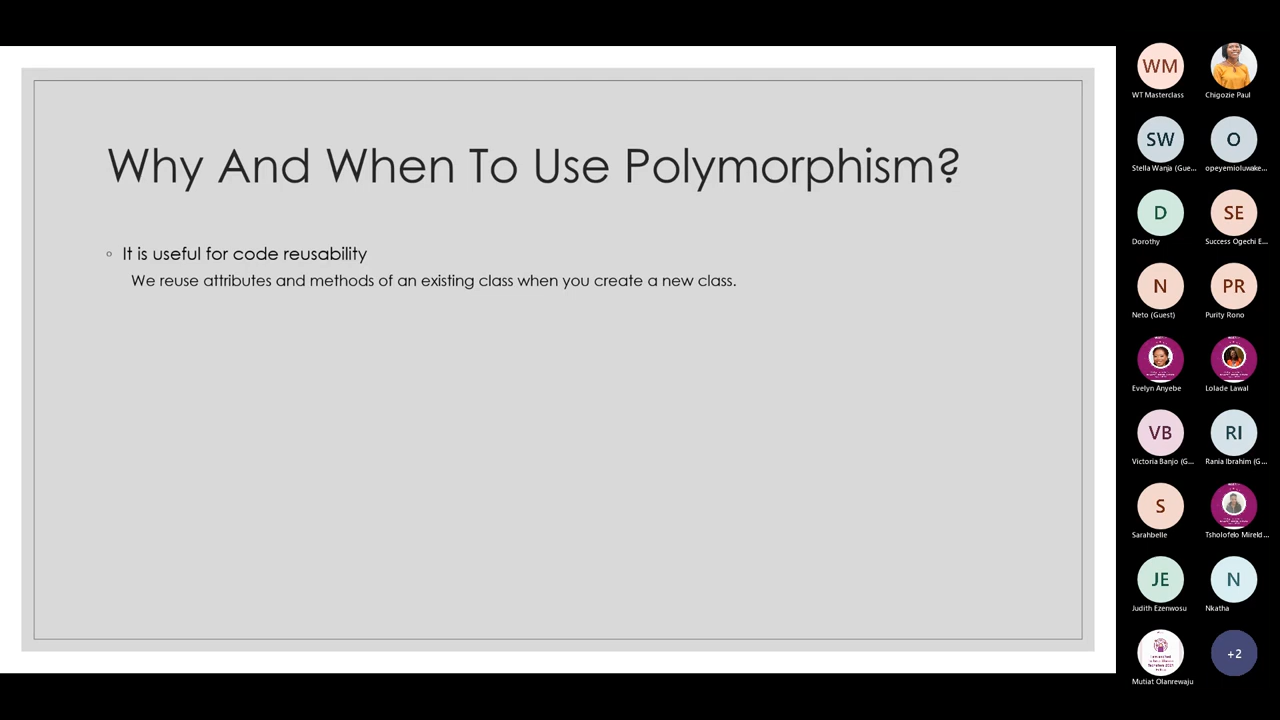 Why And When To Use Polymorphism?
It is useful for code reusability
We reuse attributes and methods of an existing class when you create a new class.
WM
WT Masterclass
Chigozie Paul
SW
Stella Wanja (Gue...
O
opeyemioluwake...
D
Dorothy
SE
Success Ogechi E...
N
Neto (Guest)
PR
Purity Rono
Evelyn Anyebe
Lolade Lawal
VB
Victoria Banjo (G...
RI
Rania Ibrahim (G...
S
Sarahbelle
Tsholofelo Mireld...
JE
Judith Ezenwosu
N
Nkatha
Mutiat Olanrewaju
+2